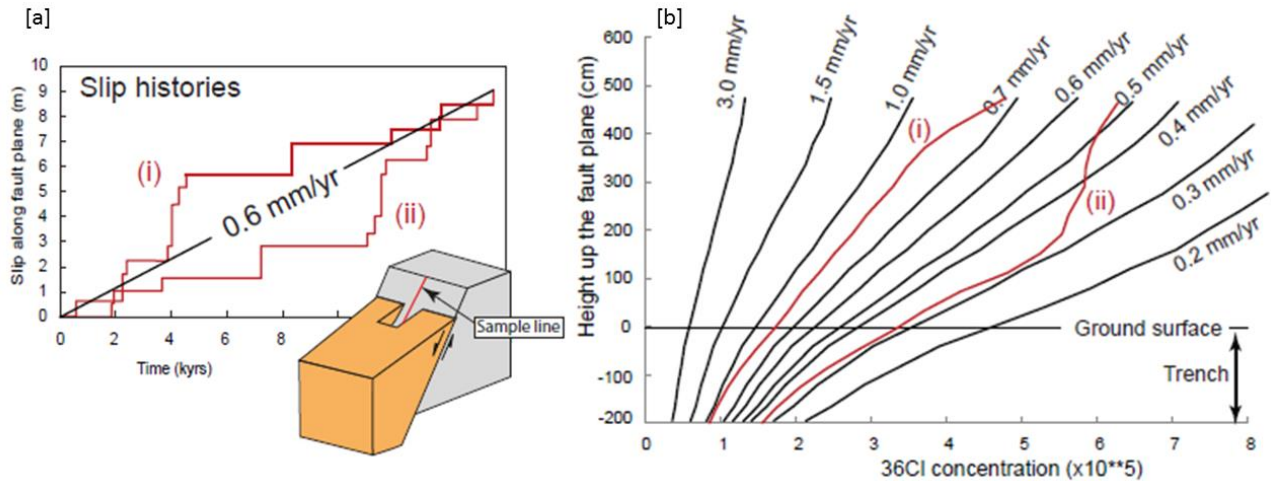 [a]
Slip along fault plane (m)
10
9
8
7
6
5
4
3
2
1
0
Slip histories
(i)
0.6 mm/yr
(ii)
0 2 4 6 8
Time (kyrs)
Sample line
[b]
Height up the fault plane (cm)
600
500
400
300
200
100
0
-100
-200
3.0 mm/yr
1.5 mm/yr
1.0 mm/yr
0.7 mm/yr
0.6 mm/yr
0.5 mm/yr
0.4 mm/yr
0.3 mm/yr
0.2 mm/yr
(i)
(ii)
Ground surface
Trench
0 1 2 3 4 5 6 7 8
36Cl concentration (x10**5)